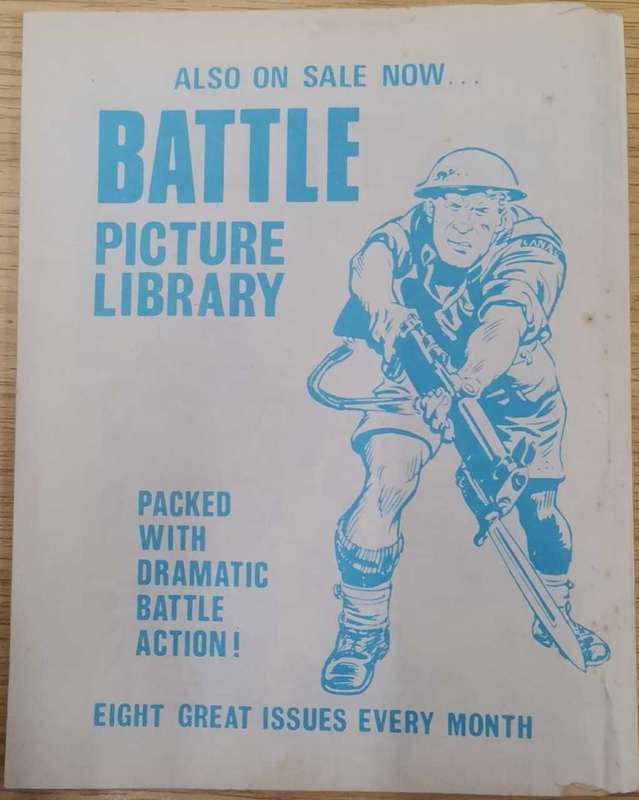 ALSO ON SALE NOW...
BATTLE
PICTURE
LIBRARY
PACKED
WITH
DRAMATIC
BATTLE
ACTION!
EIGHT GREAT ISSUES EVERY MONTH